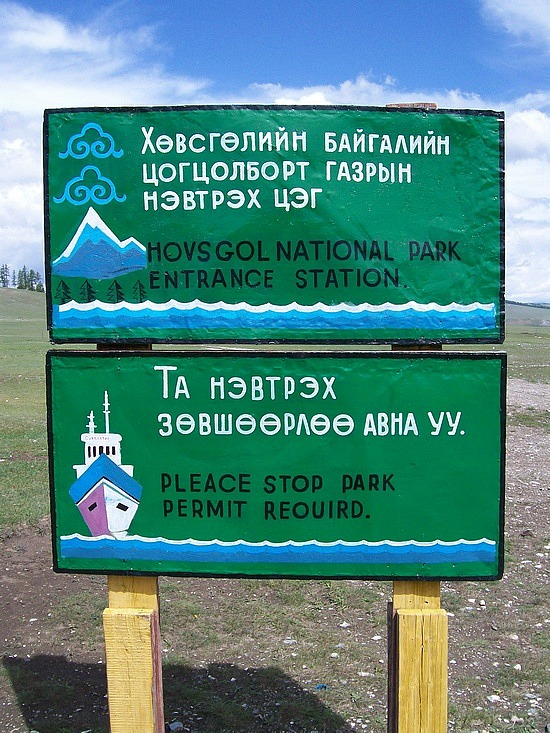 Хөвсгөлийн байгалийн
цогцолборт газрын
нэвтрэх цэг
HOVSGOL NATIONAL PARK
ENTRANCE STATION.
Та нэвтрэх
зөвшөөрлөө авна уу.
PLEACE STOP PARK
PERMIT REOUIRD.